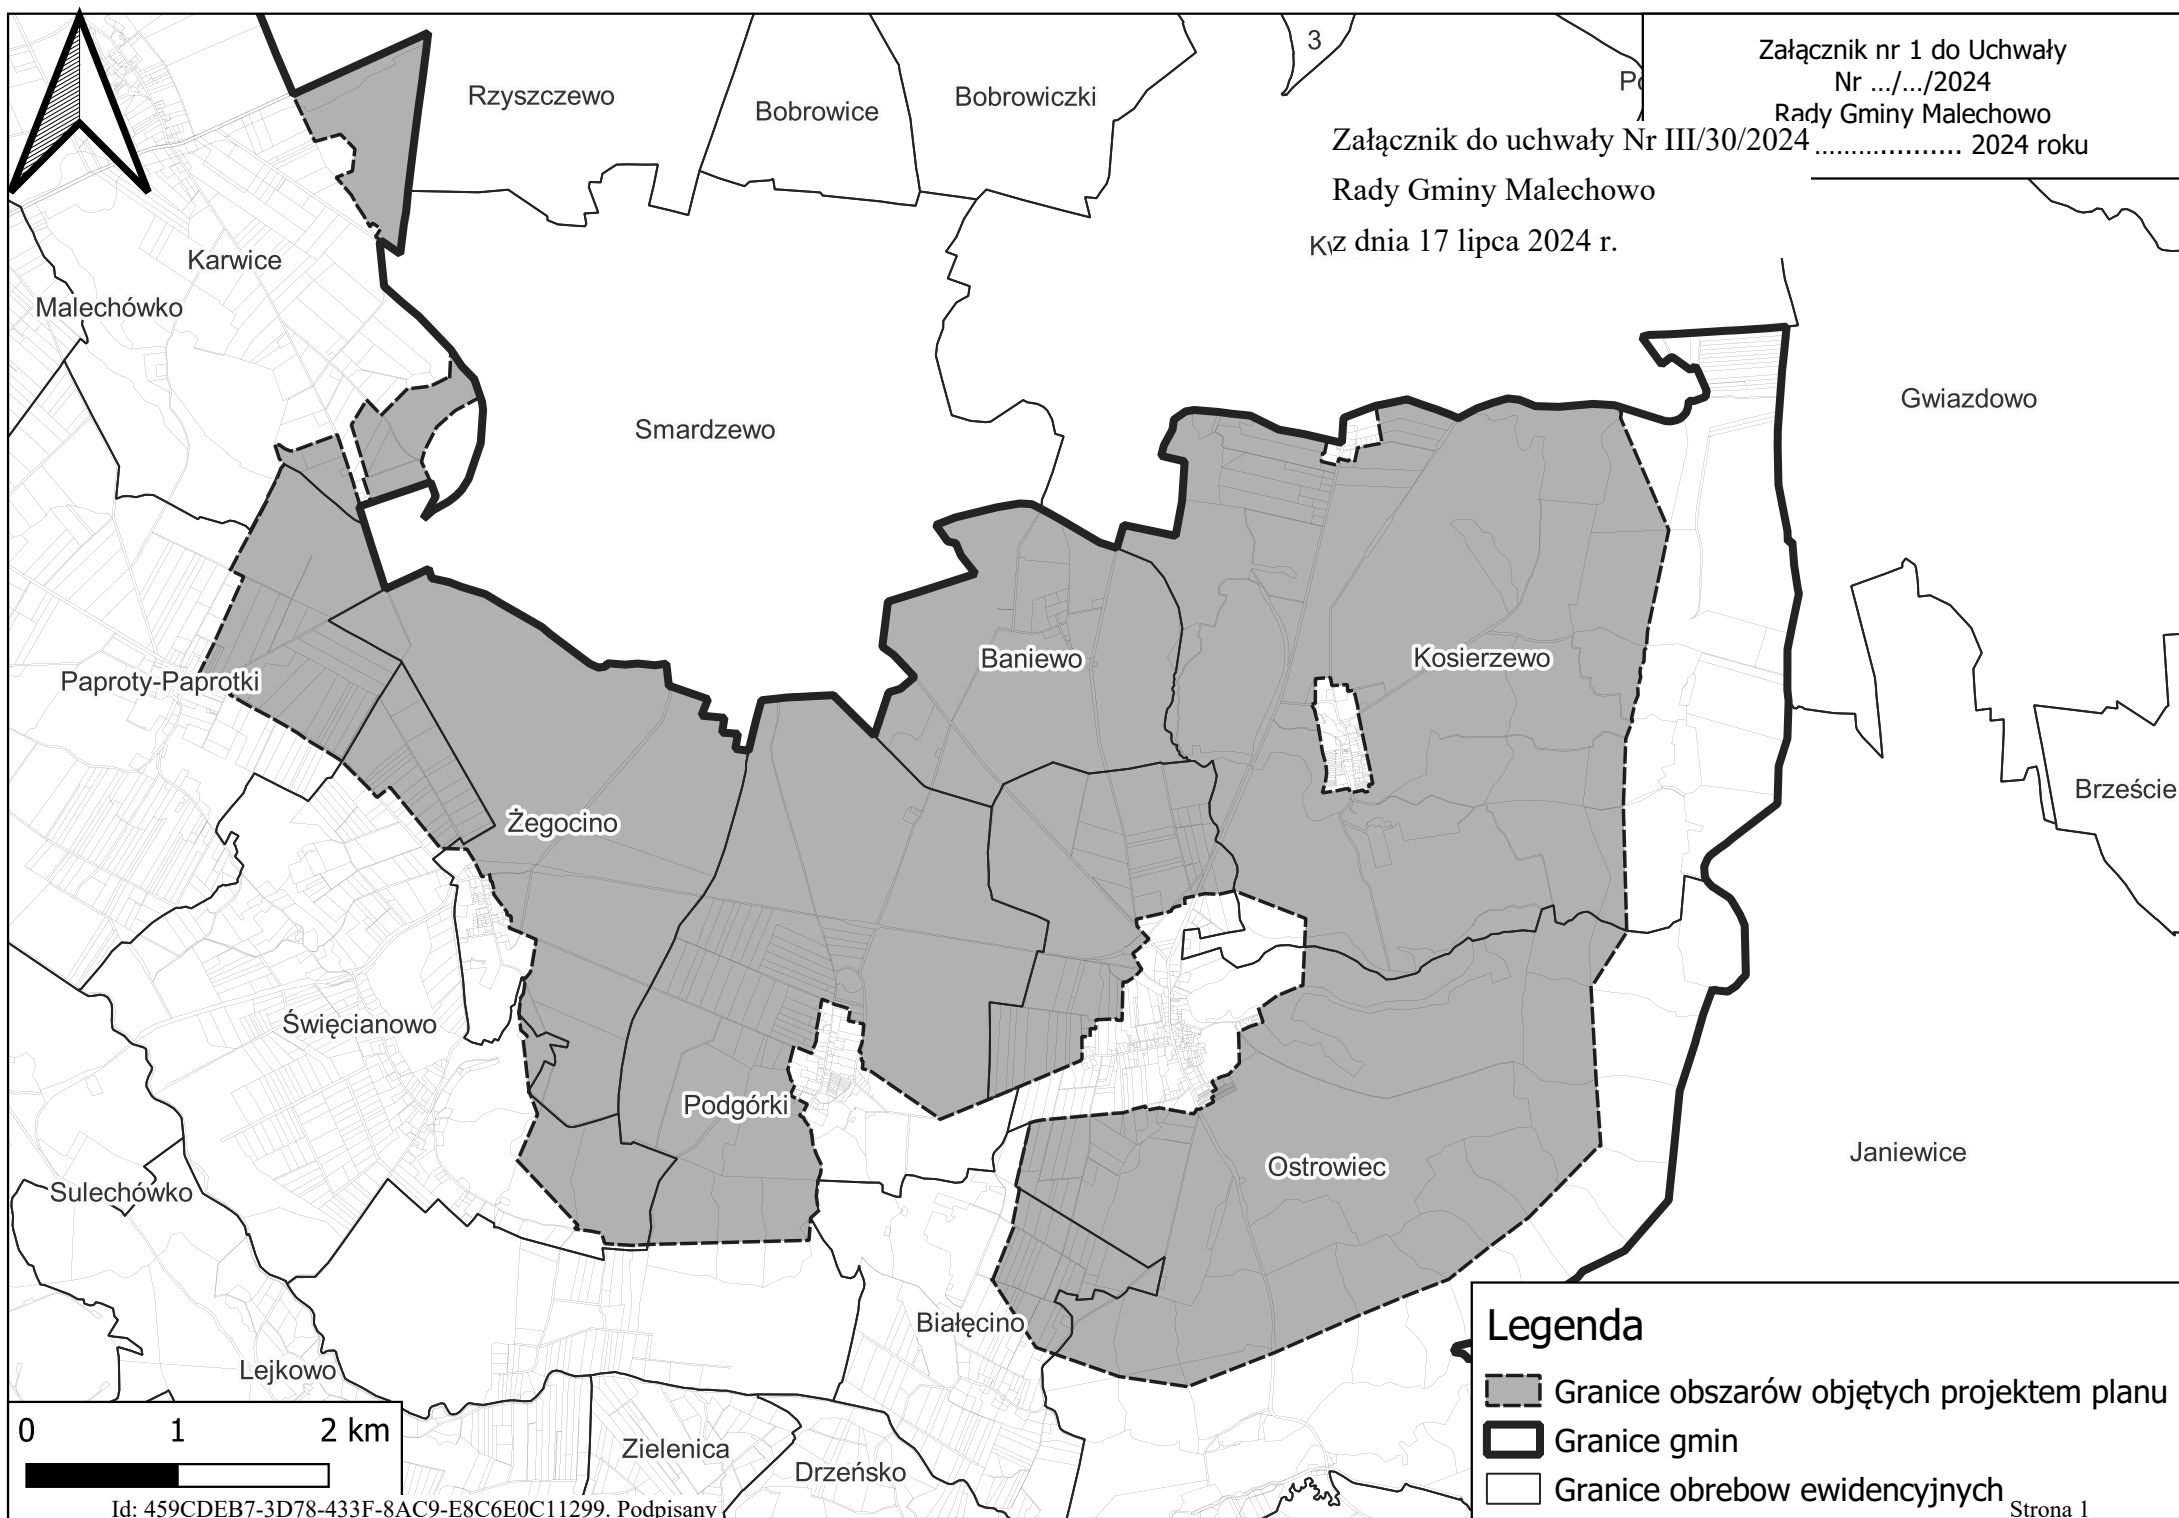 Załącznik nr 1 do Uchwały
Nr .../.../2024
Rady Gminy Malechowo
..................... 2024 roku
Załącznik do uchwały Nr III/30/2024
Rady Gminy Malechowo
z dnia 17 lipca 2024 r.
3
Rzyszczewo
Bobrowice
Bobrowiczki
Karwice
Malechówko
Smardzewo
Gwiazdowo
Baniewo
Kosierzewo
Paproty-Paprotki
Brzeście
Żegocino
Święcianowo
Podgórki
Ostrowiec
Janiewice
Sulechówko
Białęcino
Lejkowo
Zielenica
Drzeńsko
0 1 2 km
Legenda
Granice obszarów objętych projektem planu
Granice gmin
Granice obrebow ewidencyjnych
Id: 459CDEB7-3D78-433F-8AC9-E8C6E0C11299. Podpisany
Strona 1